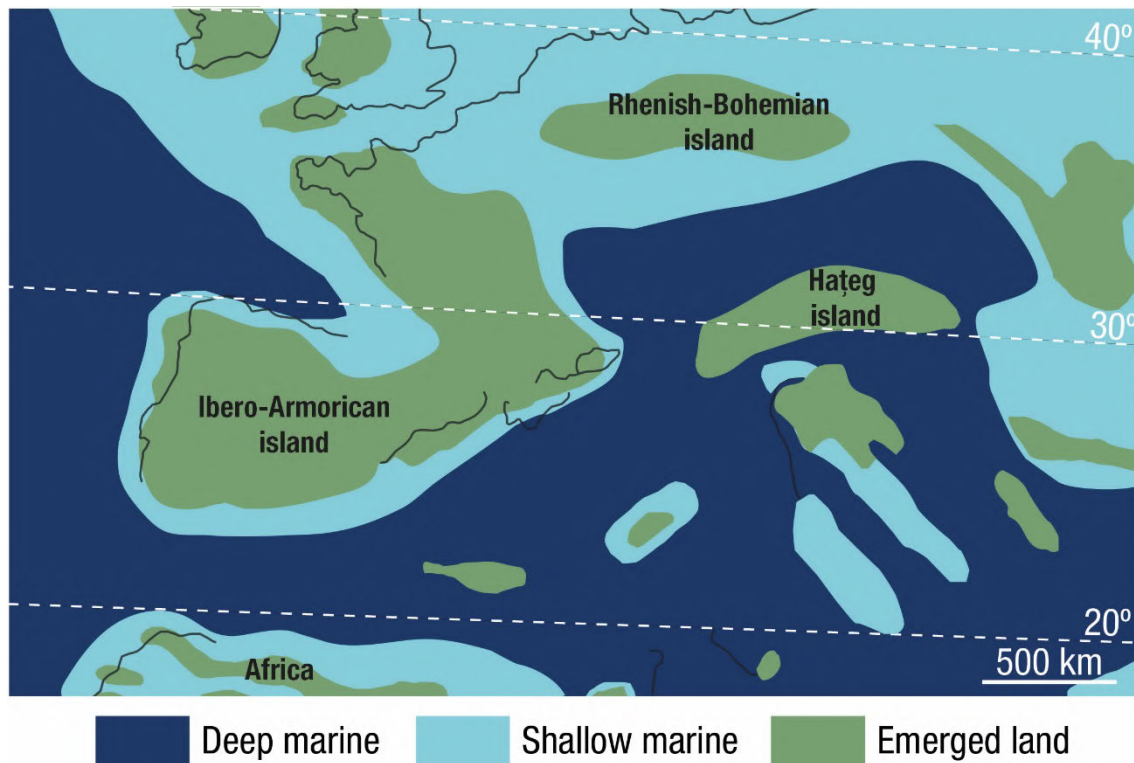 40º
Rhenish-Bohemian
island
Haţeg
island
30º
Ibero-Armorican
island
20º
Africa
500 km
Deep marine
Shallow marine
Emerged land